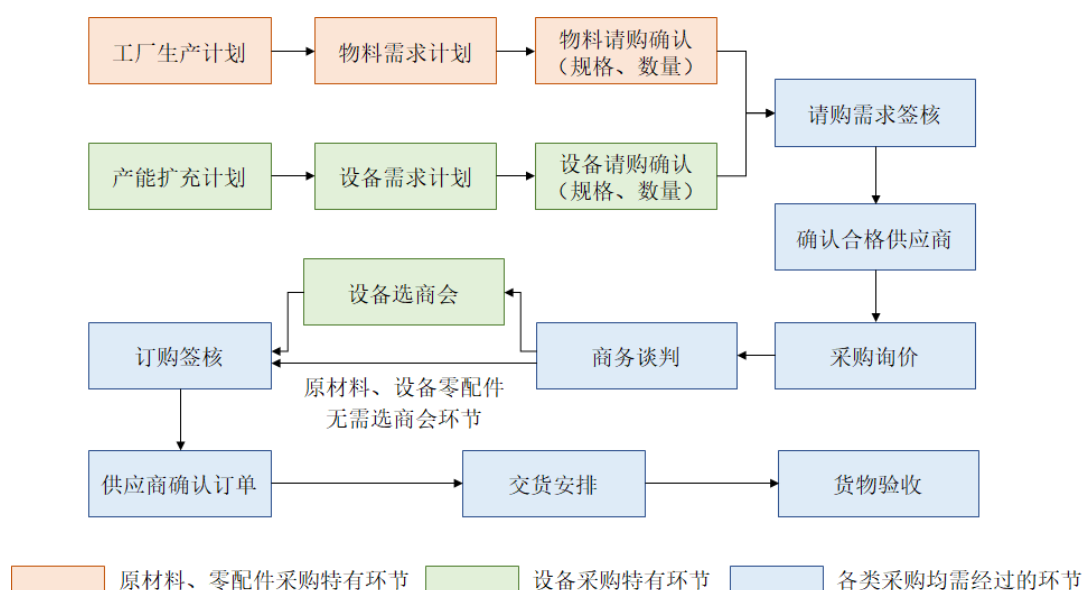 工厂生产计划
物料需求计划
物料请购确认
（规格、数量）
请购需求签核
产能扩充计划
设备需求计划
设备请购确认
（规格、数量）
确认合格供应商
设备选商会
订购签核
商务谈判
采购询价
原材料、设备零配件
无需选商会环节
供应商确认订单
交货安排
货物验收
原材料、零配件采购特有环节
设备采购特有环节
各类采购均需经过的环节